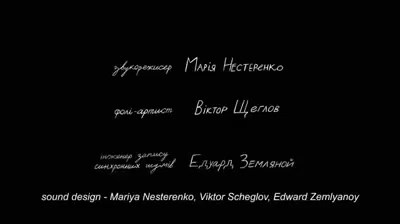 звукорежисер Марія Нестеренко
фолі-артист Віктор Щеглов
інженер запису
синхронних шумів Едуард Земляной
sound design - Mariya Nesterenko, Viktor Scheglov, Edward Zemlyanoy